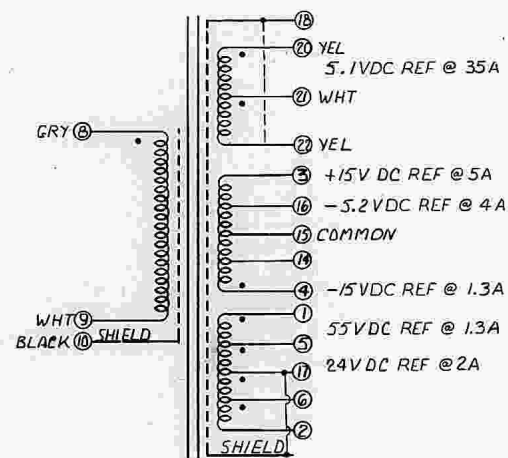 18
20 YEL
5.1VDC REF @ 35A
21 WHT
GRY 8
22 YEL
3 +15V DC REF @ 5A
16 -5.2VDC REF @ 4A
15 COMMON
14
4 -15VDC REF @ 1.3A
1
WHT 9
55VDC REF @ 1.3A
BLACK 10 SHIELD
5
17 24VDC REF @ 2A
6
2
SHIELD